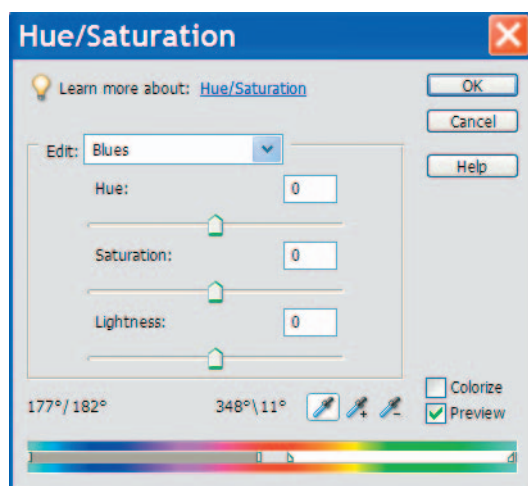 Hue/Saturation
Learn more about: Hue/Saturation
OK
Cancel
Help
Edit: Blues
Hue: 0
Saturation: 0
Lightness: 0
177°/182° 348°\11°
Colorize
Preview